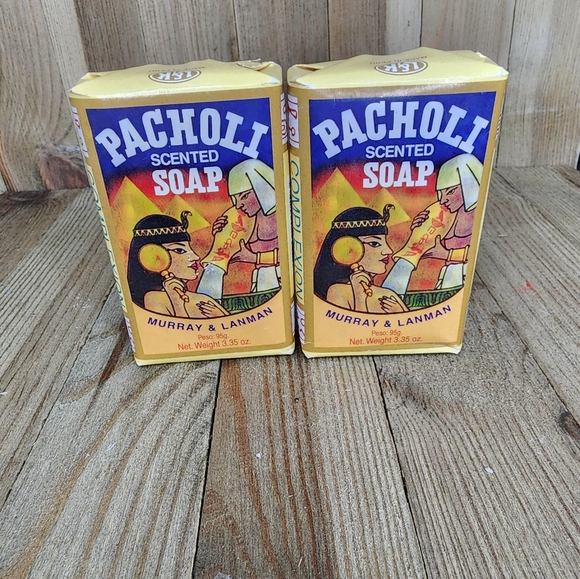 L&K
PACHOLI
SCENTED
SOAP
MURRAY & LANMAN
Peso: 95g.
Net. Weight 3.35 oz.
L&K
PACHOLI
SCENTED
SOAP
COMPLEXION
MURRAY & LANMAN
Peso: 95g.
Net. Weight 3.35 oz.